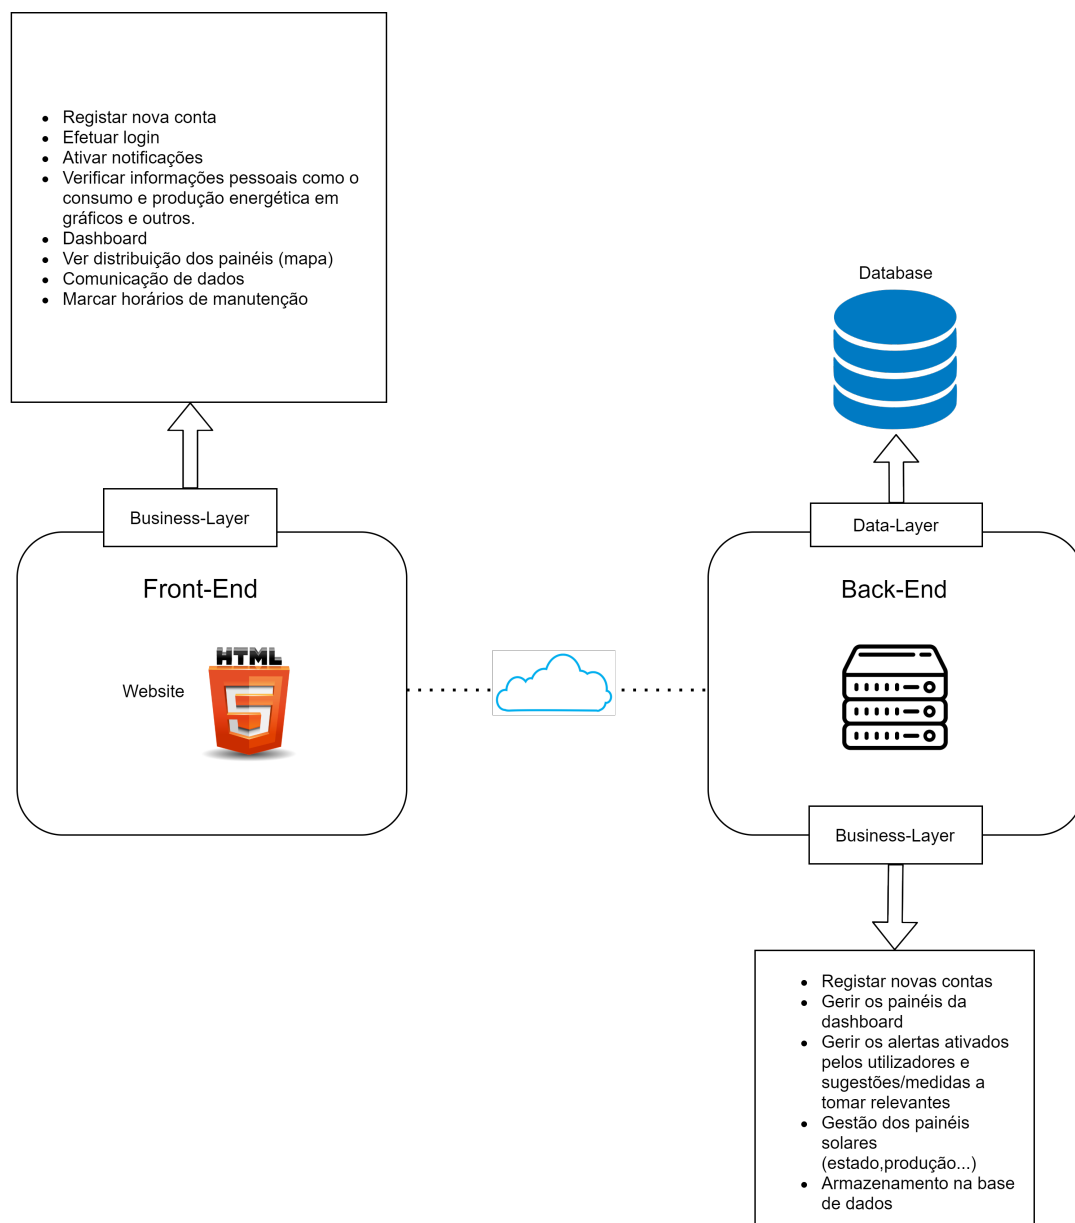 Registar nova conta
Efetuar login
Ativar notificações
Verificar informações pessoais como o
consumo e produção energética em
gráficos e outros.
Dashboard
Ver distribuição dos painéis (mapa)
Comunicação de dados
Marcar horários de manutenção
Database
Business-Layer
Data-Layer
Front-End
Back-End
HTML
5
Website
Business-Layer
Registar novas contas
Gerir os painéis da
dashboard
Gerir os alertas ativados
pelos utilizadores e
sugestões/medidas a
tomar relevantes
Gestão dos painéis
solares
(estado,produção...)
Armazenamento na base
de dados